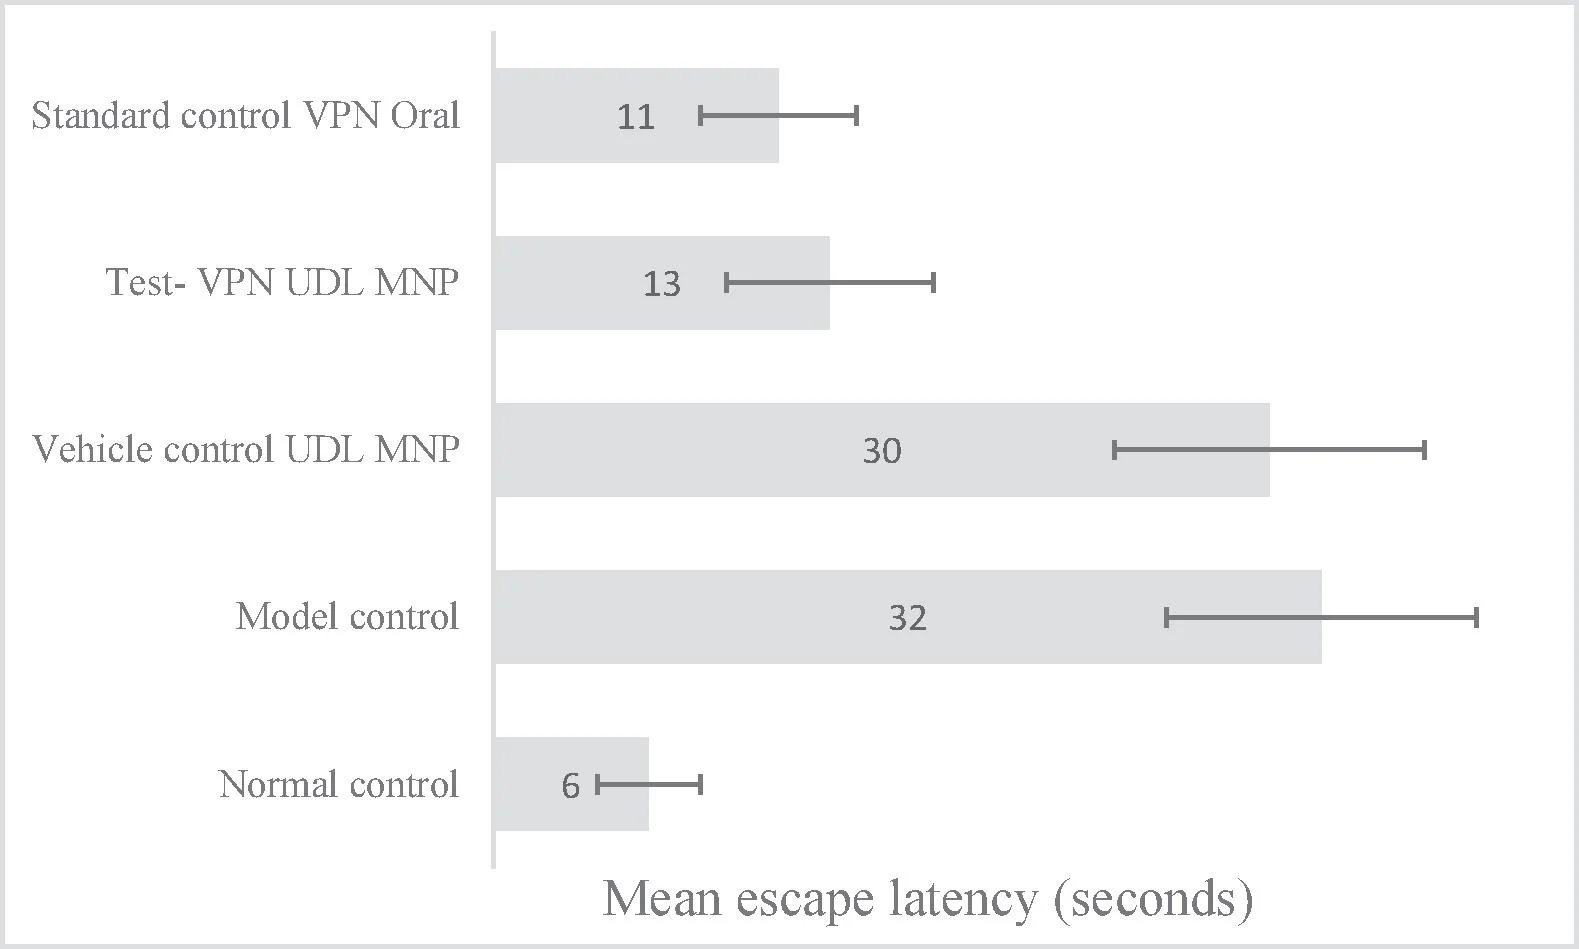 Standard control VPN Oral
11
Test- VPN UDL MNP
13
Vehicle control UDL MNP
30
Model control
32
Normal control
6
Mean escape latency (seconds)